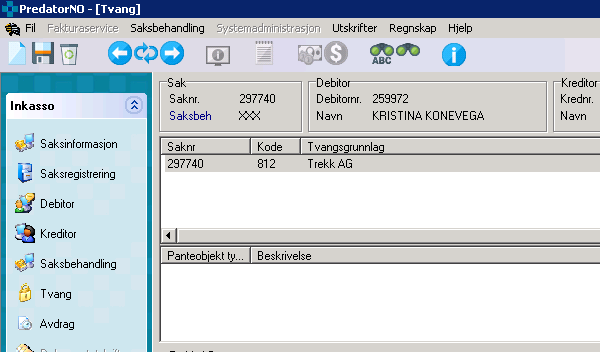 PredatorNO - [Tvang]
Fil Fakturaservice Saksbehandling Systemadministrasjon Utskrifter Regnskap Hjelp
ABC
Inkasso
Saksinformasjon
Saksregistrering
Debitor
Kreditor
Saksbehandling
Tvang
Avdrag
Sak
Saknr. 297740
Saksbeh XXX
Debitor
Debitornr. 259972
Navn KRISTINA KONEVEGA
Kreditor
Krednr.
Navn
Saknr Kode Tvangsgrunnlag
297740 812 Trekk AG
Panteobjekt ty... Beskrivelse